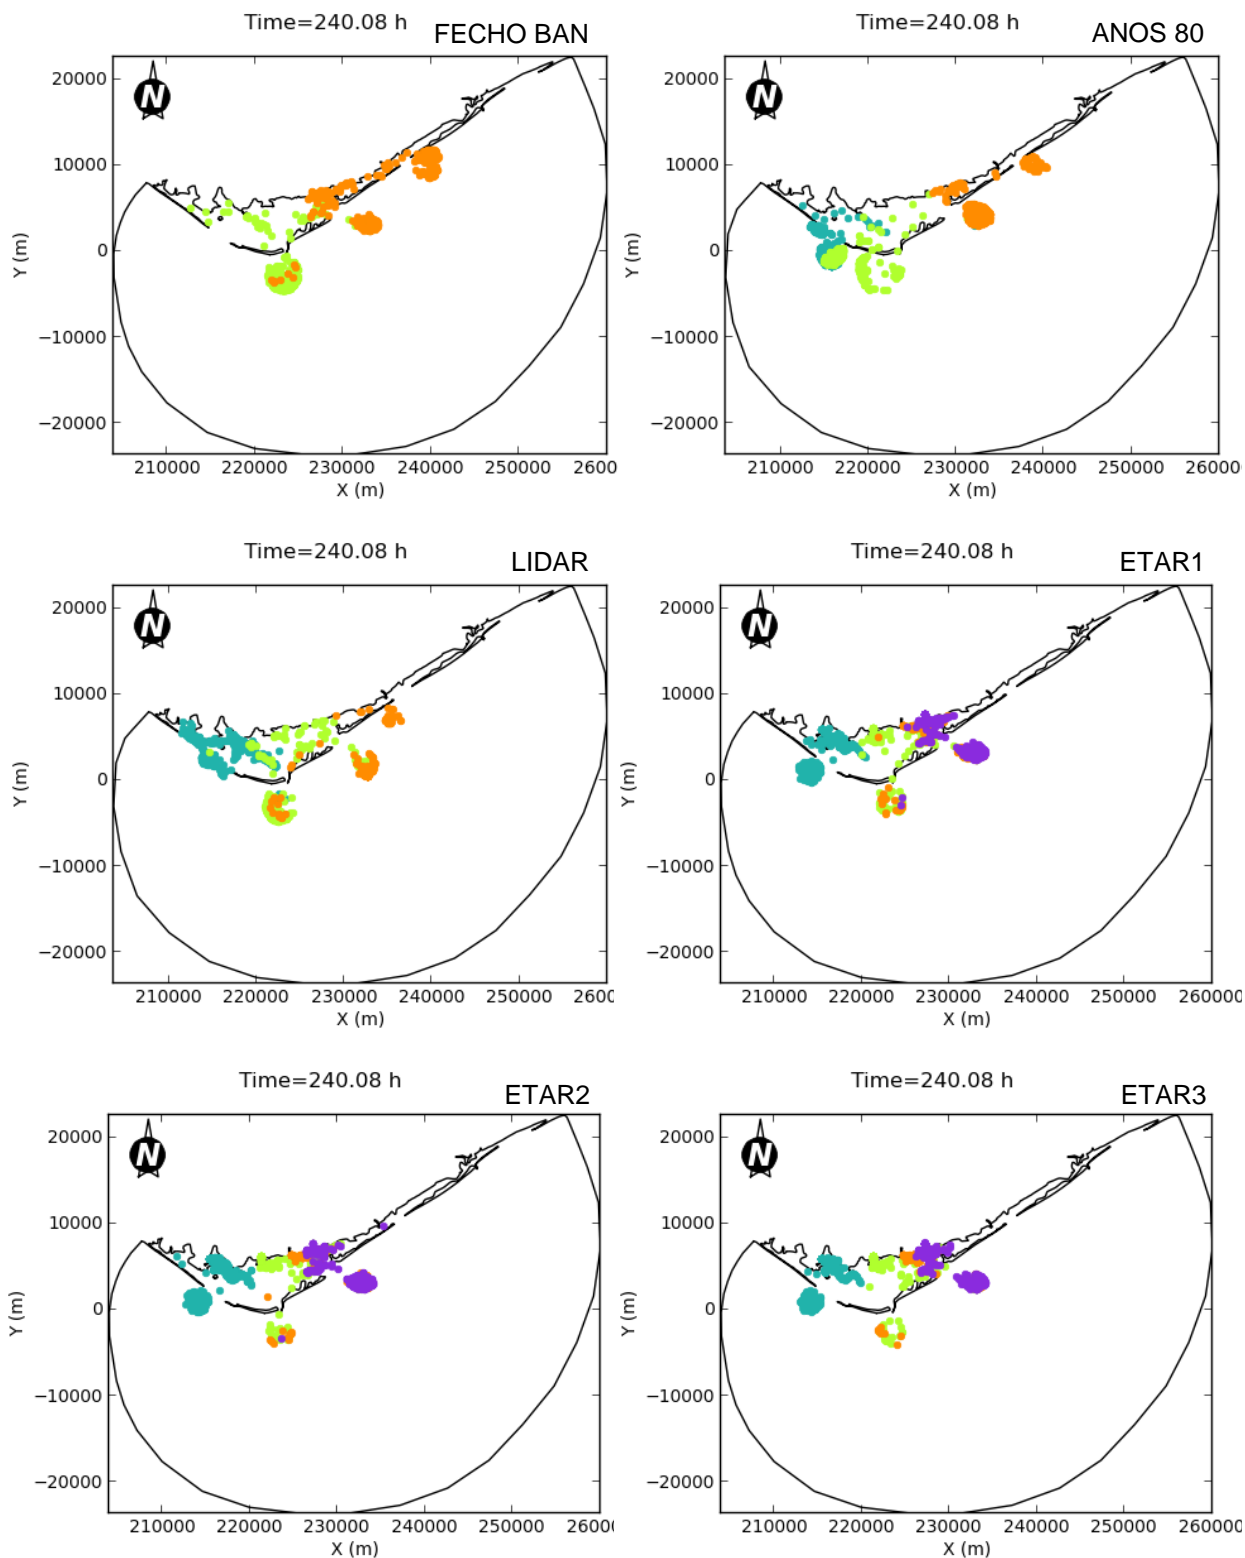 Time=240.08 h
FECHO BAN
Time=240.08 h
ANOS 80
20000
10000
0
−10000
−20000
Y (m)
N
210000 220000 230000 240000 250000 2600
X (m)
20000
10000
0
−10000
−20000
Y (m)
N
210000 220000 230000 240000 250000 26000
X (m)
Time=240.08 h
LIDAR
Time=240.08 h
ETAR1
20000
10000
0
−10000
−20000
Y (m)
N
210000 220000 230000 240000 250000 2600
X (m)
20000
10000
0
−10000
−20000
Y (m)
N
210000 220000 230000 240000 250000 260000
X (m)
Time=240.08 h
ETAR2
Time=240.08 h
ETAR3
20000
10000
0
−10000
−20000
Y (m)
N
210000 220000 230000 240000 250000 26000
X (m)
20000
10000
0
−10000
−20000
Y (m)
N
210000 220000 230000 240000 250000 260000
X (m)